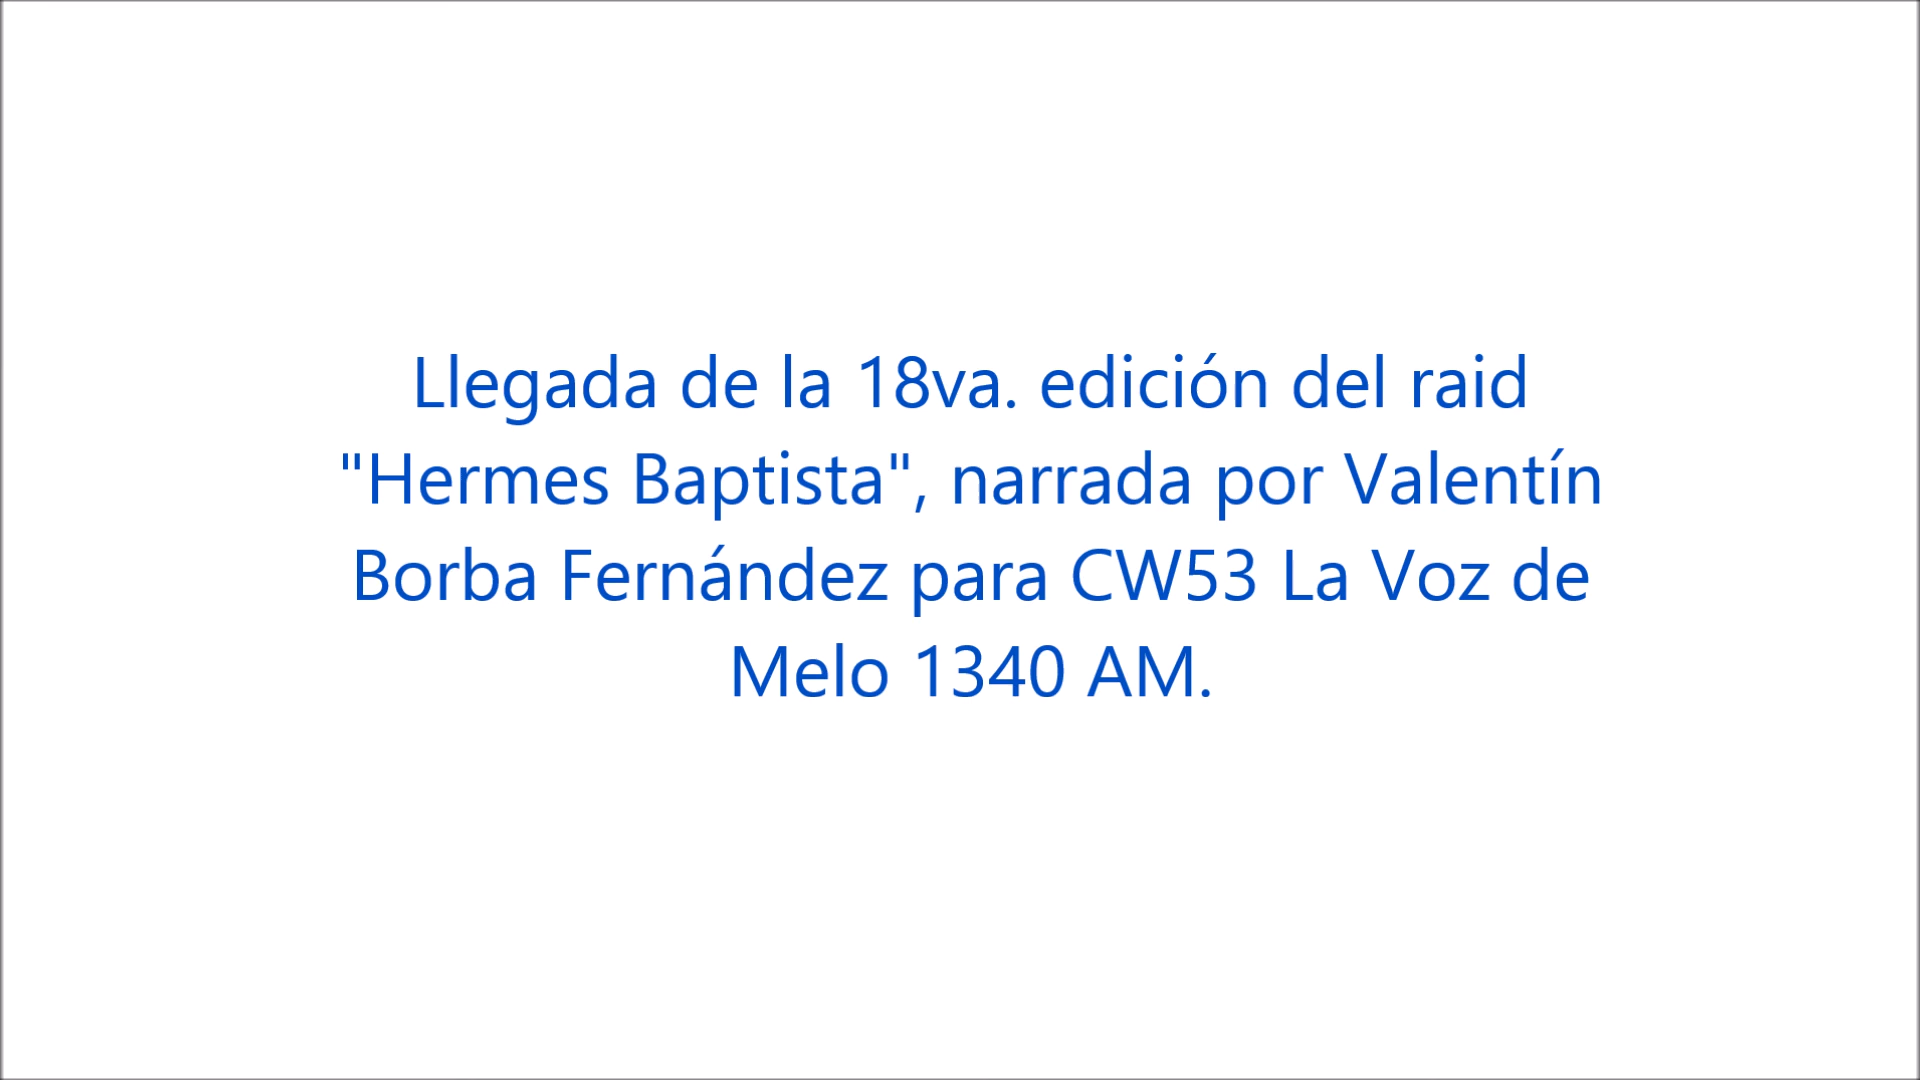 Llegada de la 18va. edición del raid
"Hermes Baptista", narrada por Valentín
Borba Fernández para CW53 La Voz de
Melo 1340 AM.